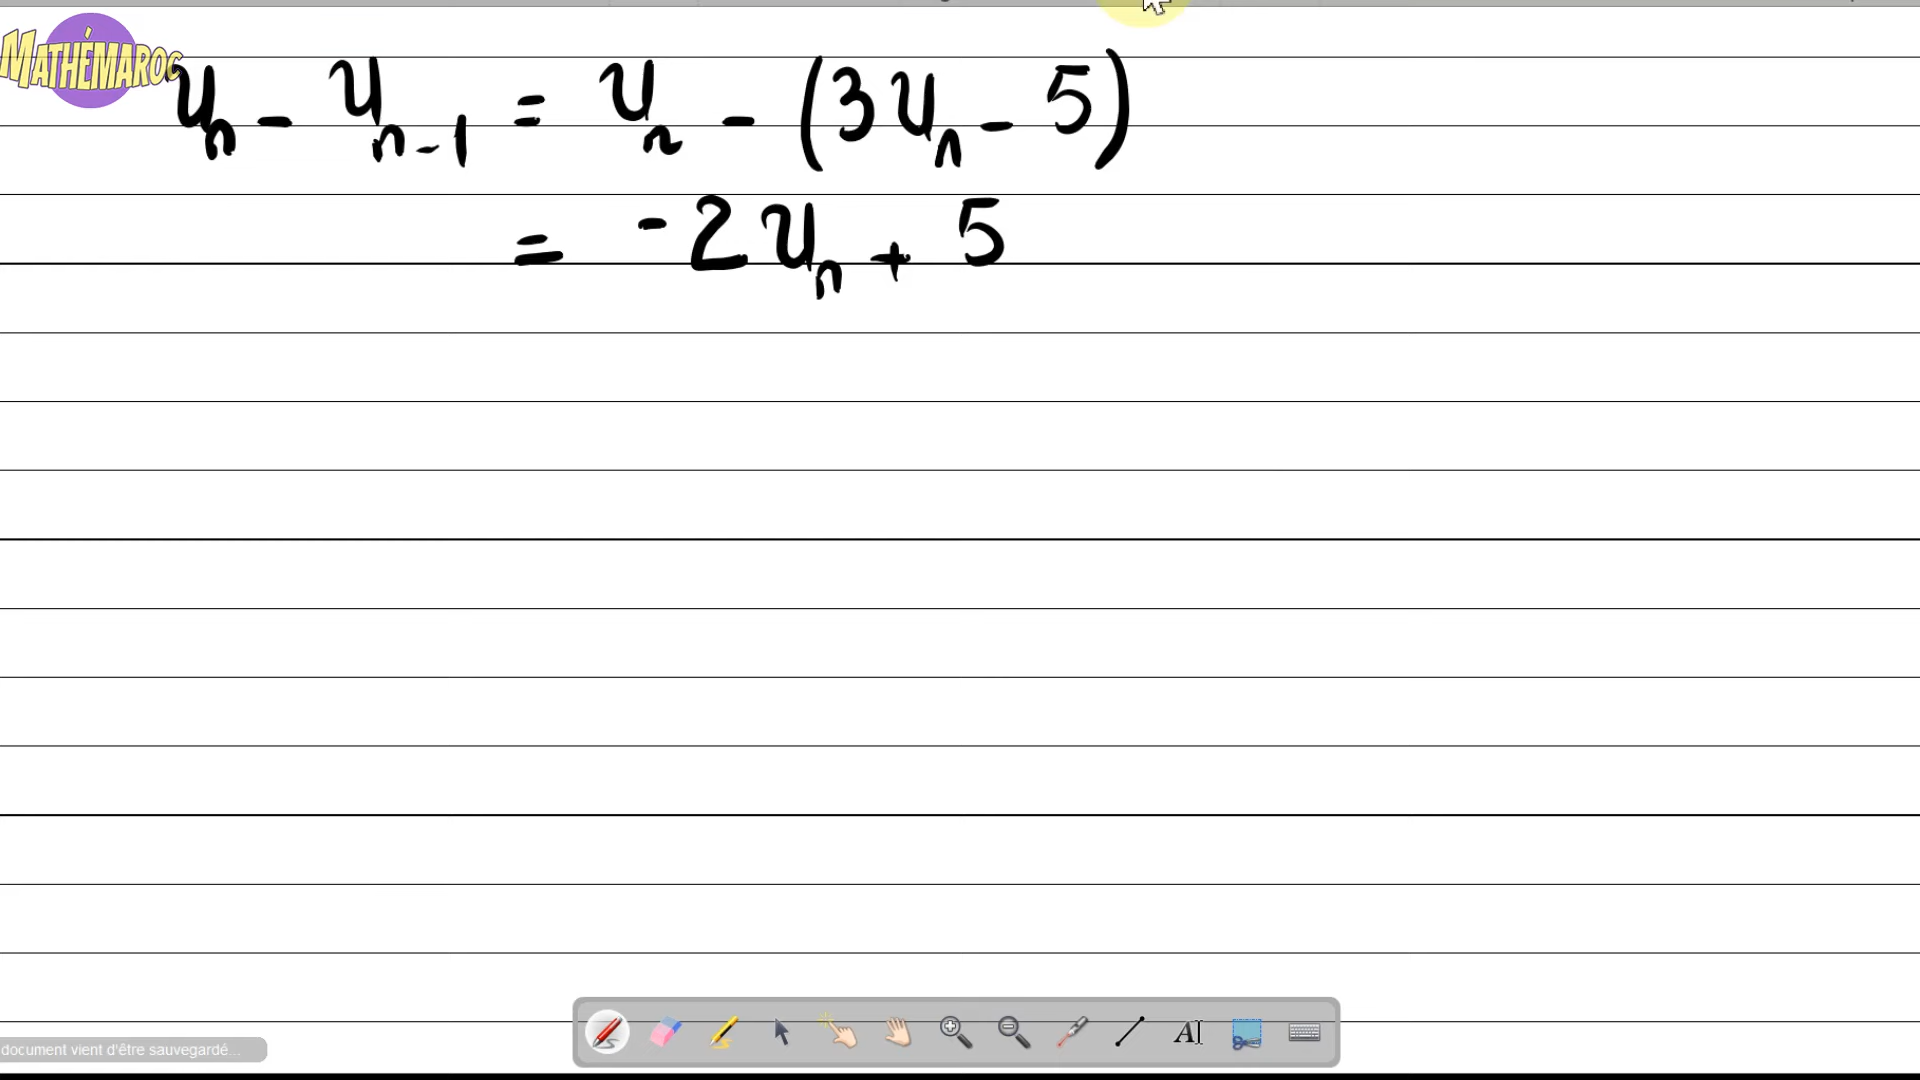 MATHÉMAROC
Un - Un-1 = Un - (3Un - 5)
= -2Un + 5
document vient d'être sauvegardé...